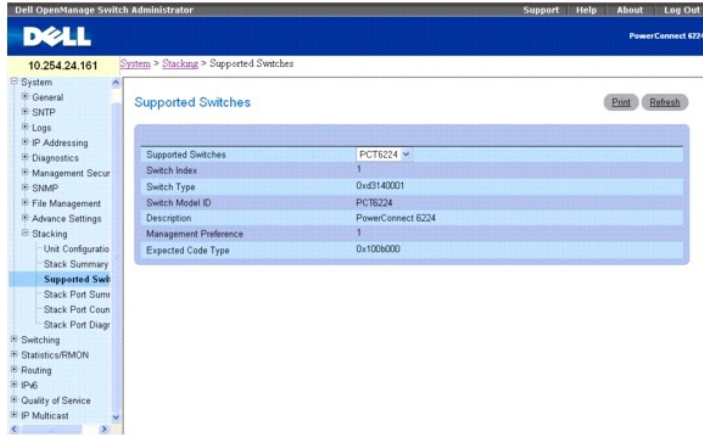 Dell OpenManage Switch Administrator
Support Help About Log Out
DELL
PowerConnect 6224
10.254.24.161
System > Stacking > Supported Switches
System
General
SNTP
Logs
IP Addressing
Diagnostics
Management Secur
SNMP
File Management
Advance Settings
Stacking
Unit Configuratio
Stack Summary
Supported Swit
Stack Port Sumr
Stack Port Coun
Stack Port Diagr
Switching
Statistics/RMON
Routing
IPv6
Quality of Service
IP Multicast
Supported Switches
Print Refresh
Supported Switches PCT6224
Switch Index 1
Switch Type 0xd3140001
Switch Model ID PCT6224
Description PowerConnect 6224
Management Preference 1
Expected Code Type 0x100b000